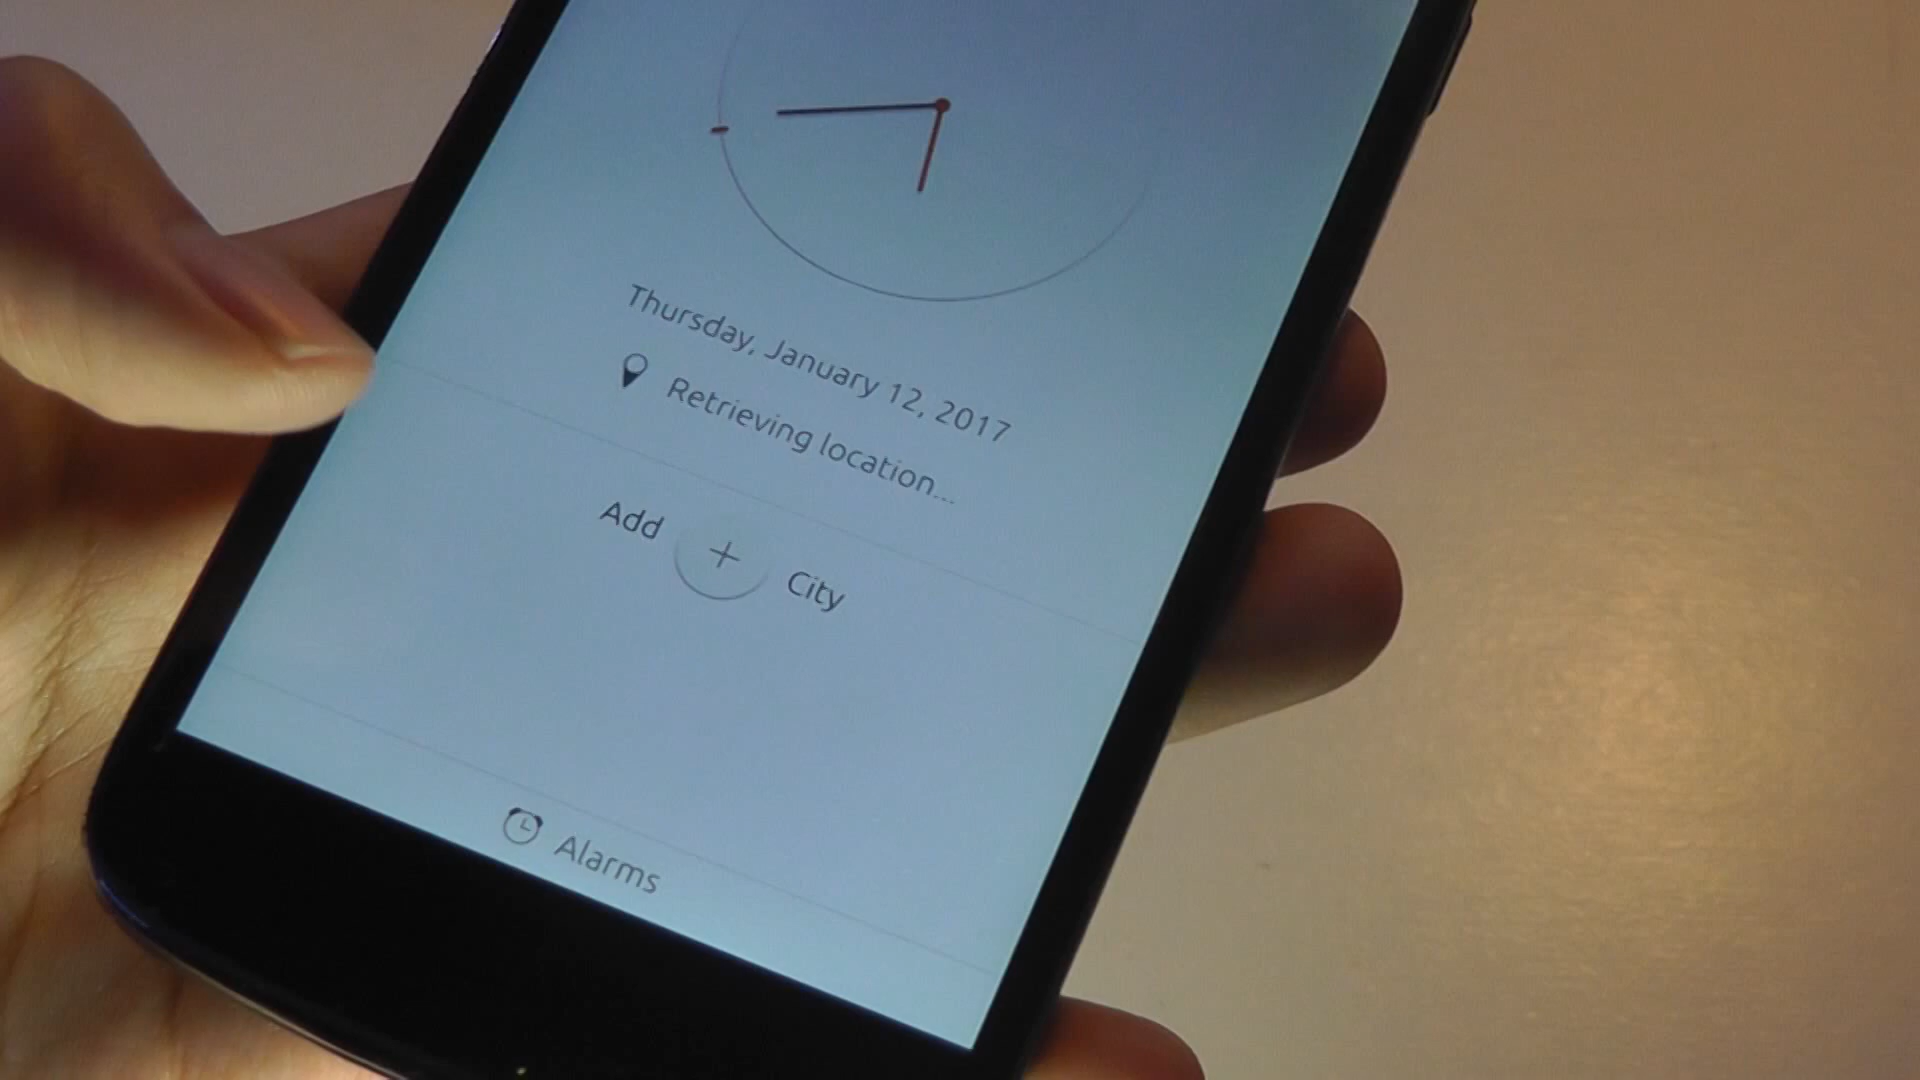 Thursday, January 12, 2017
Retrieving location...
Add + City
Alarms